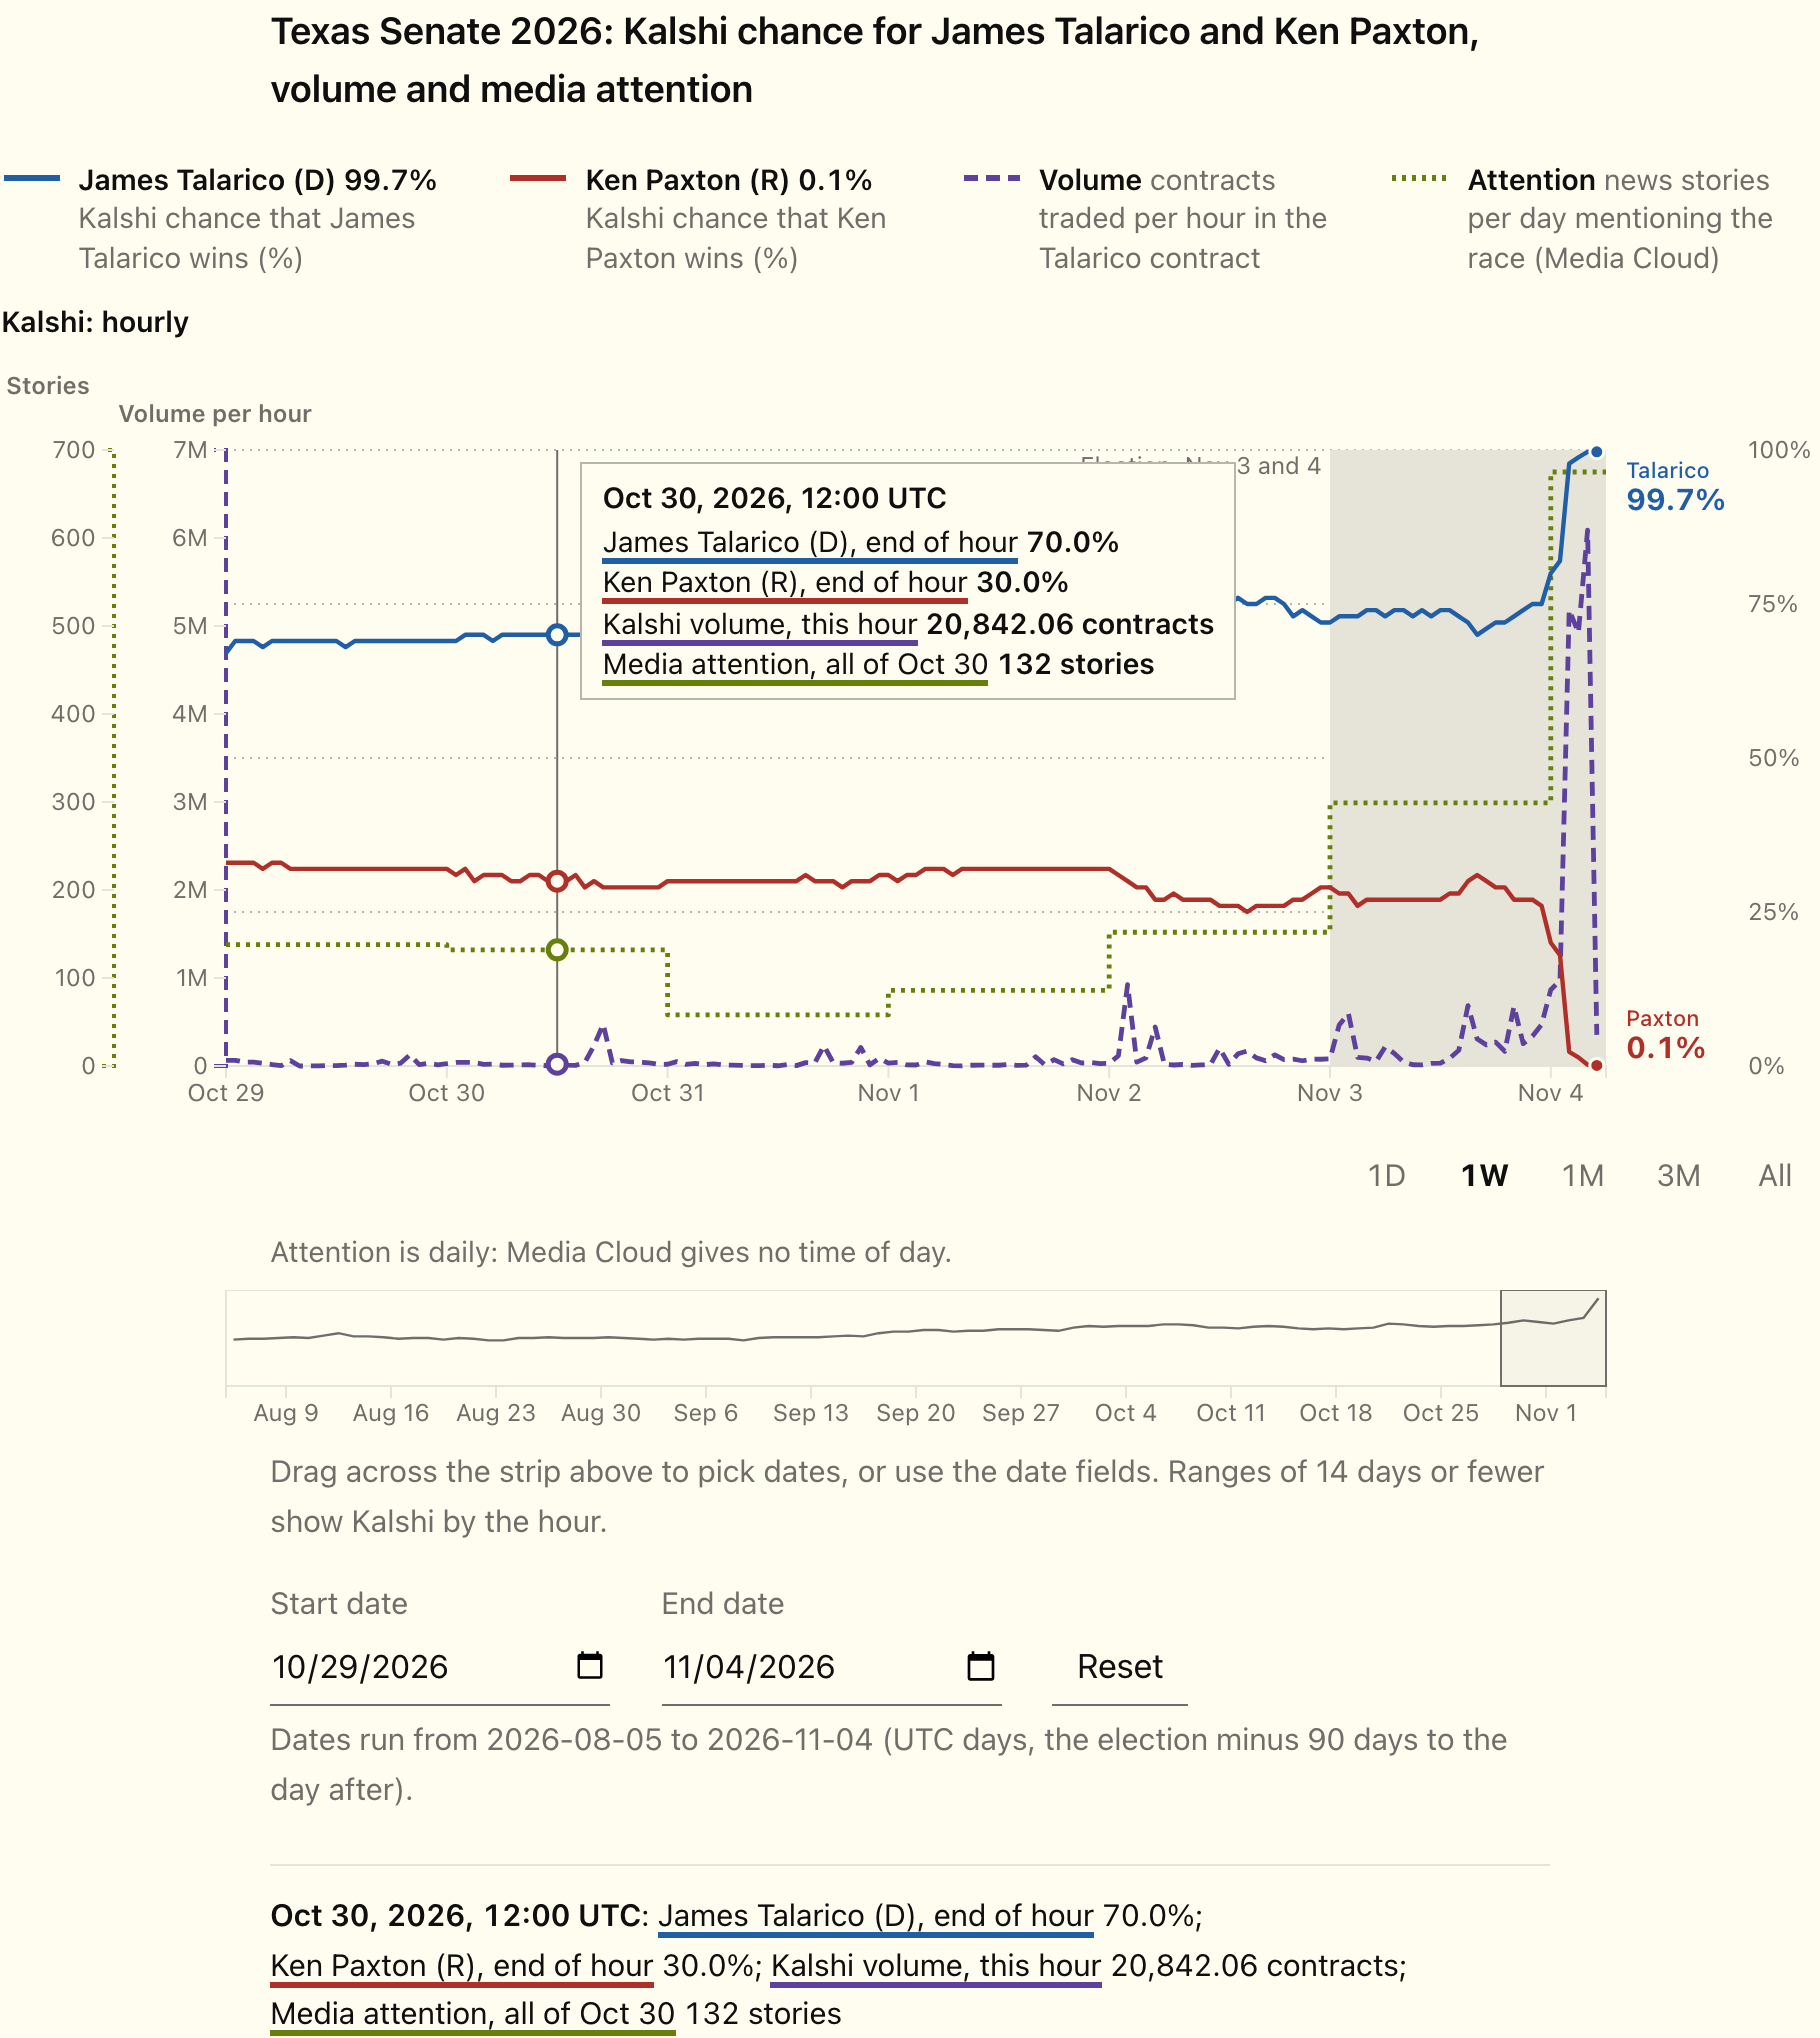 Texas Senate 2026: Kalshi chance for James Talarico and Ken Paxton,
volume and media attention
James Talarico (D) 99.7%
Kalshi chance that James
Talarico wins (%)
Ken Paxton (R) 0.1%
Kalshi chance that Ken
Paxton wins (%)
Volume contracts
traded per hour in the
Talarico contract
Attention news stories
per day mentioning the
race (Media Cloud)
Kalshi: hourly
Stories
Volume per hour
700
600
500
400
300
200
100
0
7M
6M
5M
4M
3M
2M
1M
0
3 and 4
Oct 30, 2026, 12:00 UTC
James Talarico (D), end of hour 70.0%
Ken Paxton (R), end of hour 30.0%
Kalshi volume, this hour 20,842.06 contracts
Media attention, all of Oct 30 132 stories
100%
75%
50%
25%
0%
Talarico
99.7%
Paxton
0.1%
Oct 29 Oct 30 Oct 31 Nov 1 Nov 2 Nov 3 Nov 4
1D 1W 1M 3M All
Attention is daily: Media Cloud gives no time of day.
Aug 9 Aug 16 Aug 23 Aug 30 Sep 6 Sep 13 Sep 20 Sep 27 Oct 4 Oct 11 Oct 18 Oct 25 Nov 1
Drag across the strip above to pick dates, or use the date fields. Ranges of 14 days or fewer
show Kalshi by the hour.
Start date End date
10/29/2026 11/04/2026 Reset
Dates run from 2026-08-05 to 2026-11-04 (UTC days, the election minus 90 days to the
day after).
Oct 30, 2026, 12:00 UTC: James Talarico (D), end of hour 70.0%;
Ken Paxton (R), end of hour 30.0%; Kalshi volume, this hour 20,842.06 contracts;
Media attention, all of Oct 30 132 stories